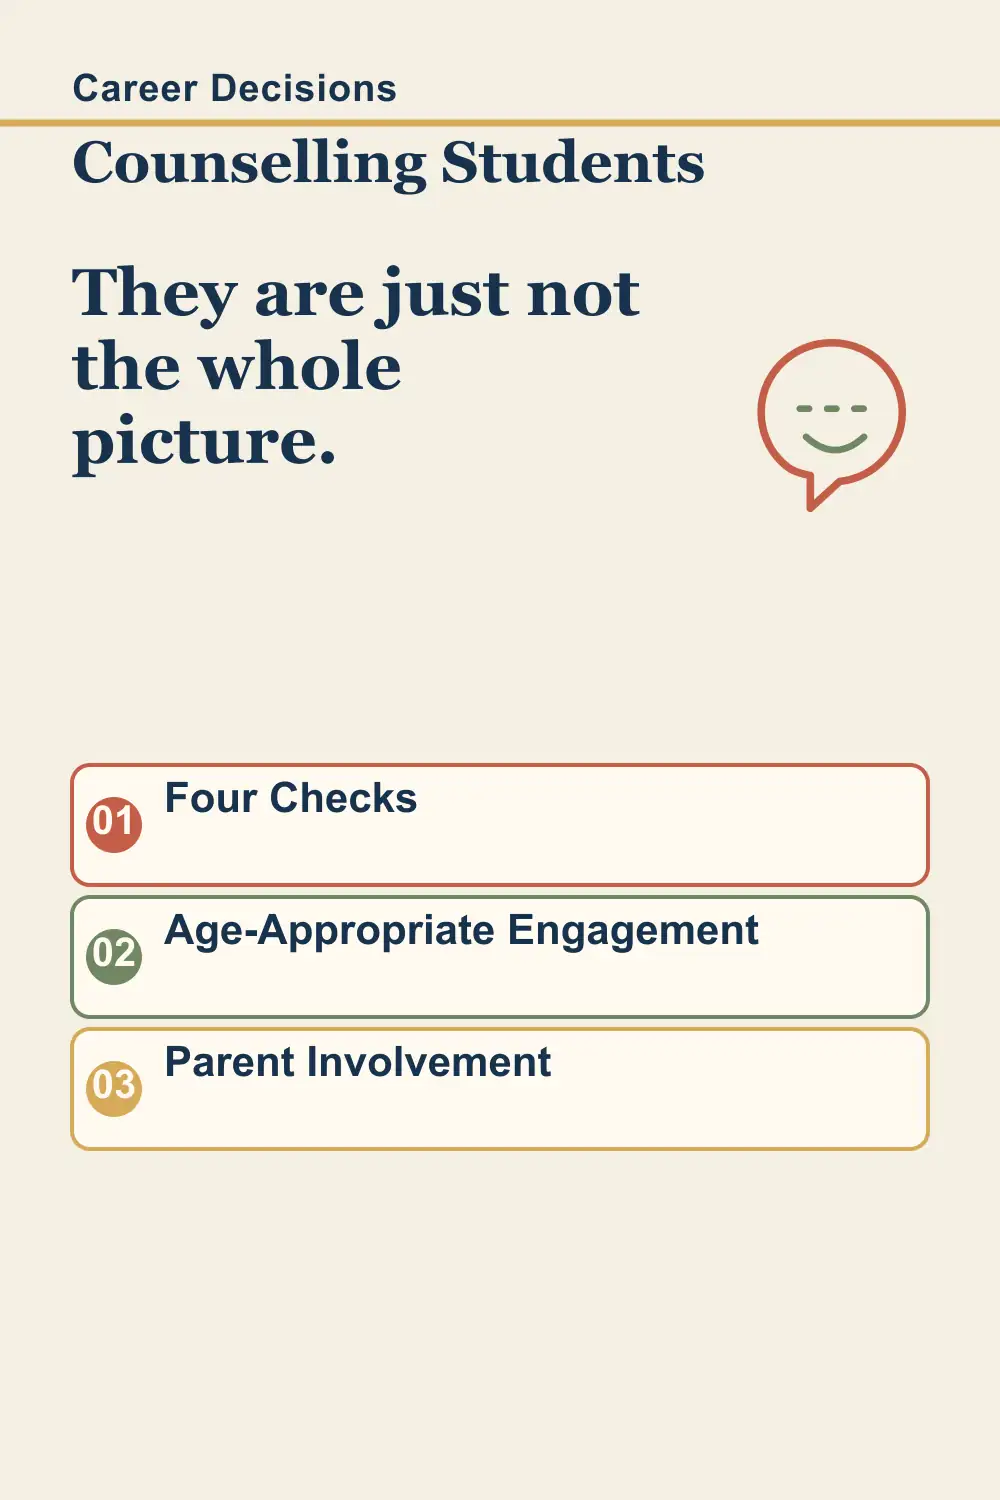 Career Decisions
Counselling Students
They are just not
the whole
picture.
01 Four Checks
02 Age-Appropriate Engagement
03 Parent Involvement